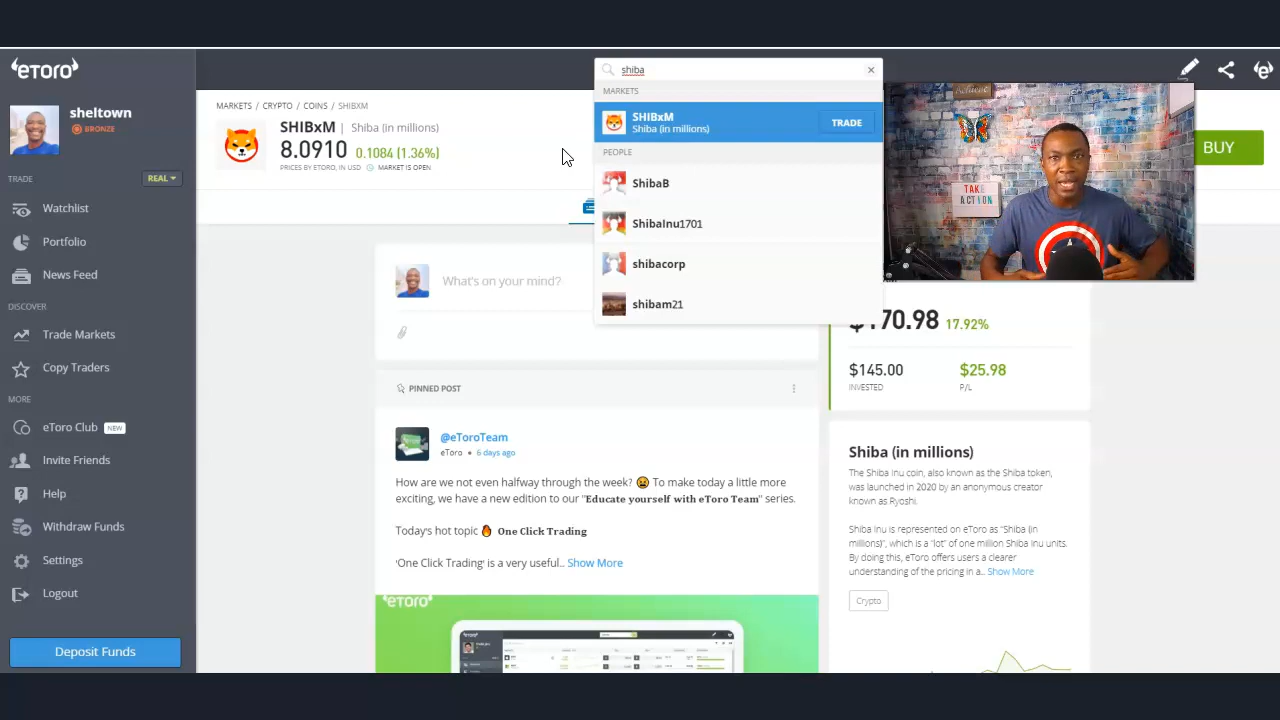 eToro
sheltown
BRONZE
TRADE
REAL
Watchlist
Portfolio
News Feed
DISCOVER
Trade Markets
Copy Traders
MORE
eToro Club NEW
Invite Friends
Help
Withdraw Funds
Settings
Logout
Deposit Funds
MARKETS / CRYPTO / COINS / SHIBXM
SHIBxM | Shiba (in millions)
8.0910 0.1084 (1.36%)
PRICES BY ETORO, IN USD MARKET IS OPEN
shiba
MARKETS
SHIBxM
Shiba (in millions)
TRADE
PEOPLE
ShibaB
ShibaInu1701
shibacorp
shibam21
BUY
Achieve
TAKE
ACTION
What's on your mind?
PINNED POST
@eToroTeam
eToro • 6 days ago
How are we not even halfway through the week? To make today a little more
exciting, we have a new edition to our "Educate yourself with eToro Team" series.
Today's hot topic One Click Trading
'One Click Trading' is a very useful.. Show More
eToro
$170.98 17.92%
$145.00
INVESTED
$25.98
P/L
Shiba (in millions)
The Shiba Inu coin, also known as the Shiba token,
was launched in 2020 by an anonymous creator
known as Ryoshi.
Shiba Inu is represented on eToro as "Shiba (in
millions)", which is a "lot" of one million Shiba Inu units.
By doing this, eToro offers users a clearer
understanding of the pricing in a.. Show More
Crypto